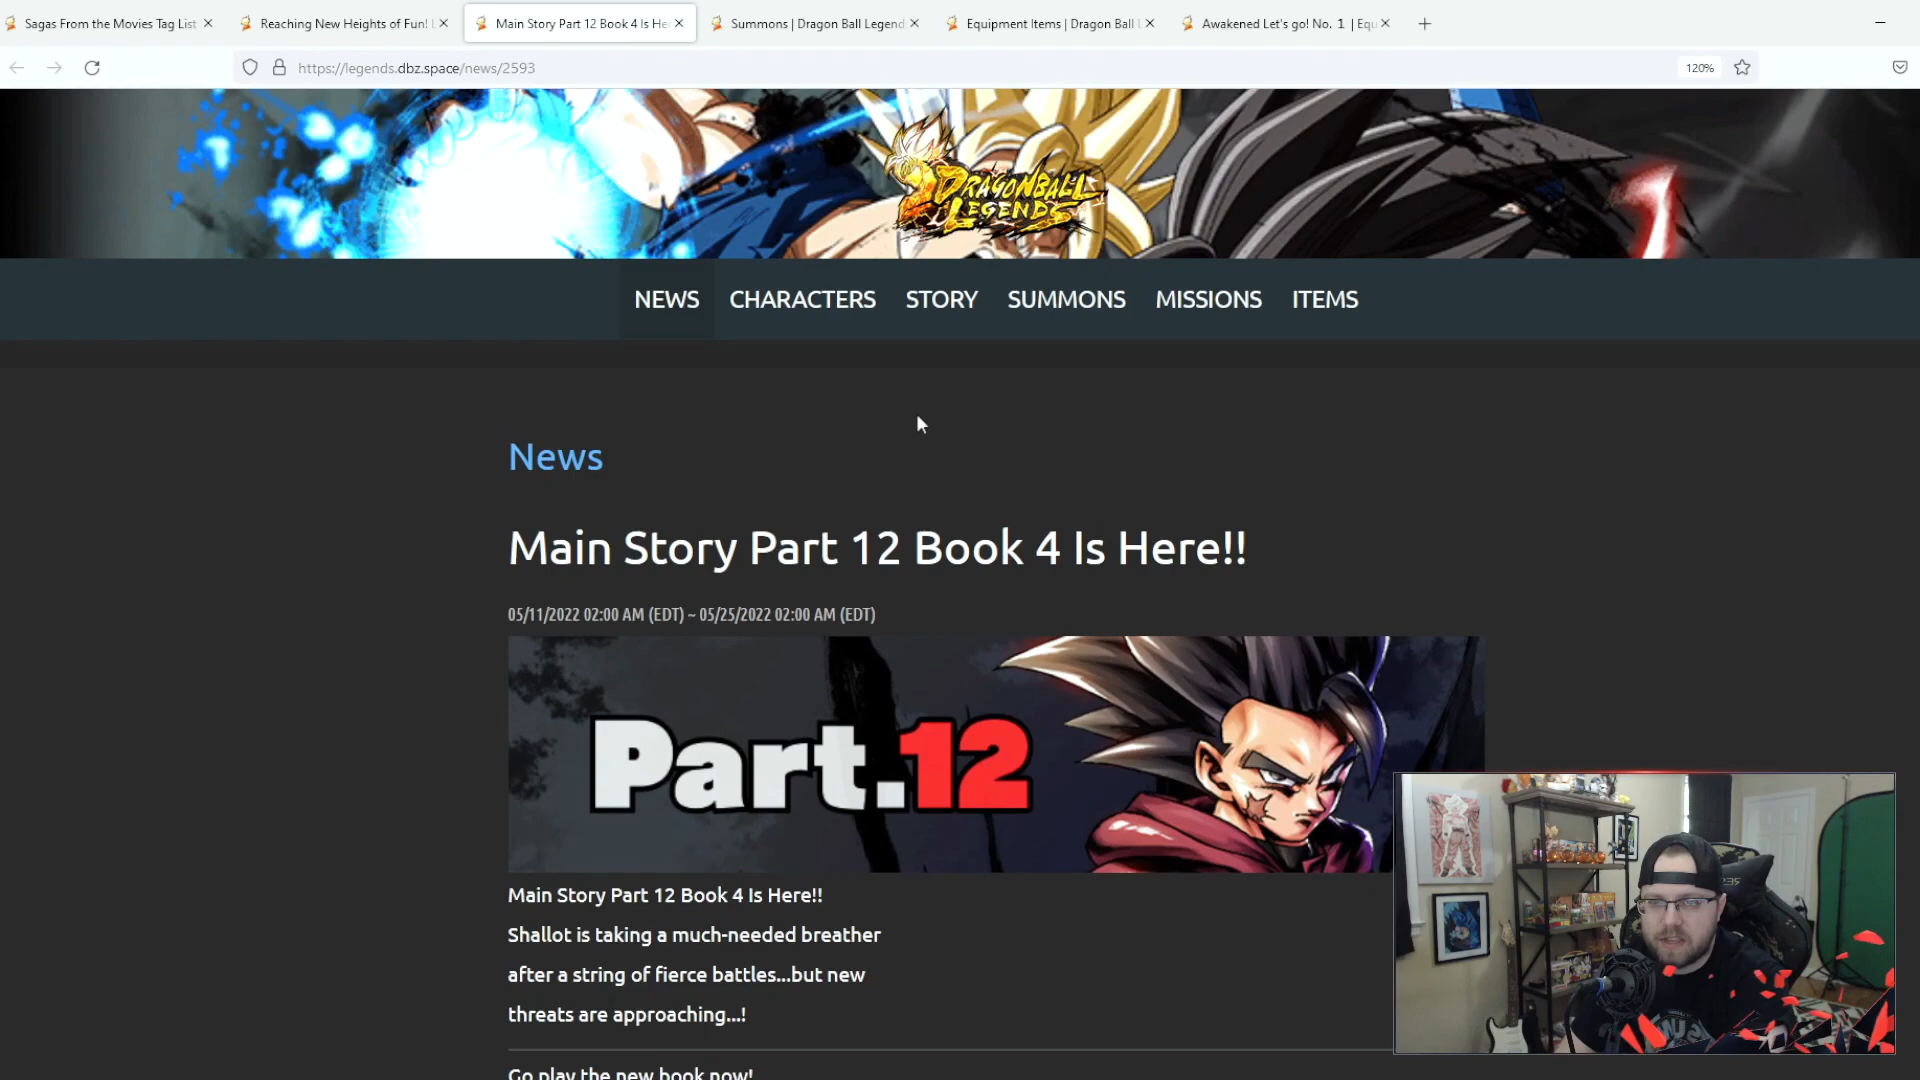 Sagas From the Movies Tag List
Reaching New Heights of Fun!
Main Story Part 12 Book 4 Is He
Summons | Dragon Ball Legend
Equipment Items | Dragon Ball L
Awakened Let's go! No. 1 | Equ
https://legends.dbz.space/news/2593
120%
DRAGONBALL
LEGENDS
NEWS
CHARACTERS
STORY
SUMMONS
MISSIONS
ITEMS
News
Main Story Part 12 Book 4 Is Here!!
05/11/2022 02:00 AM (EDT) ~ 05/25/2022 02:00 AM (EDT)
Part.12
Main Story Part 12 Book 4 Is Here!!
Shallot is taking a much-needed breather
after a string of fierce battles...but new
threats are approaching...!
Go play the new book now!